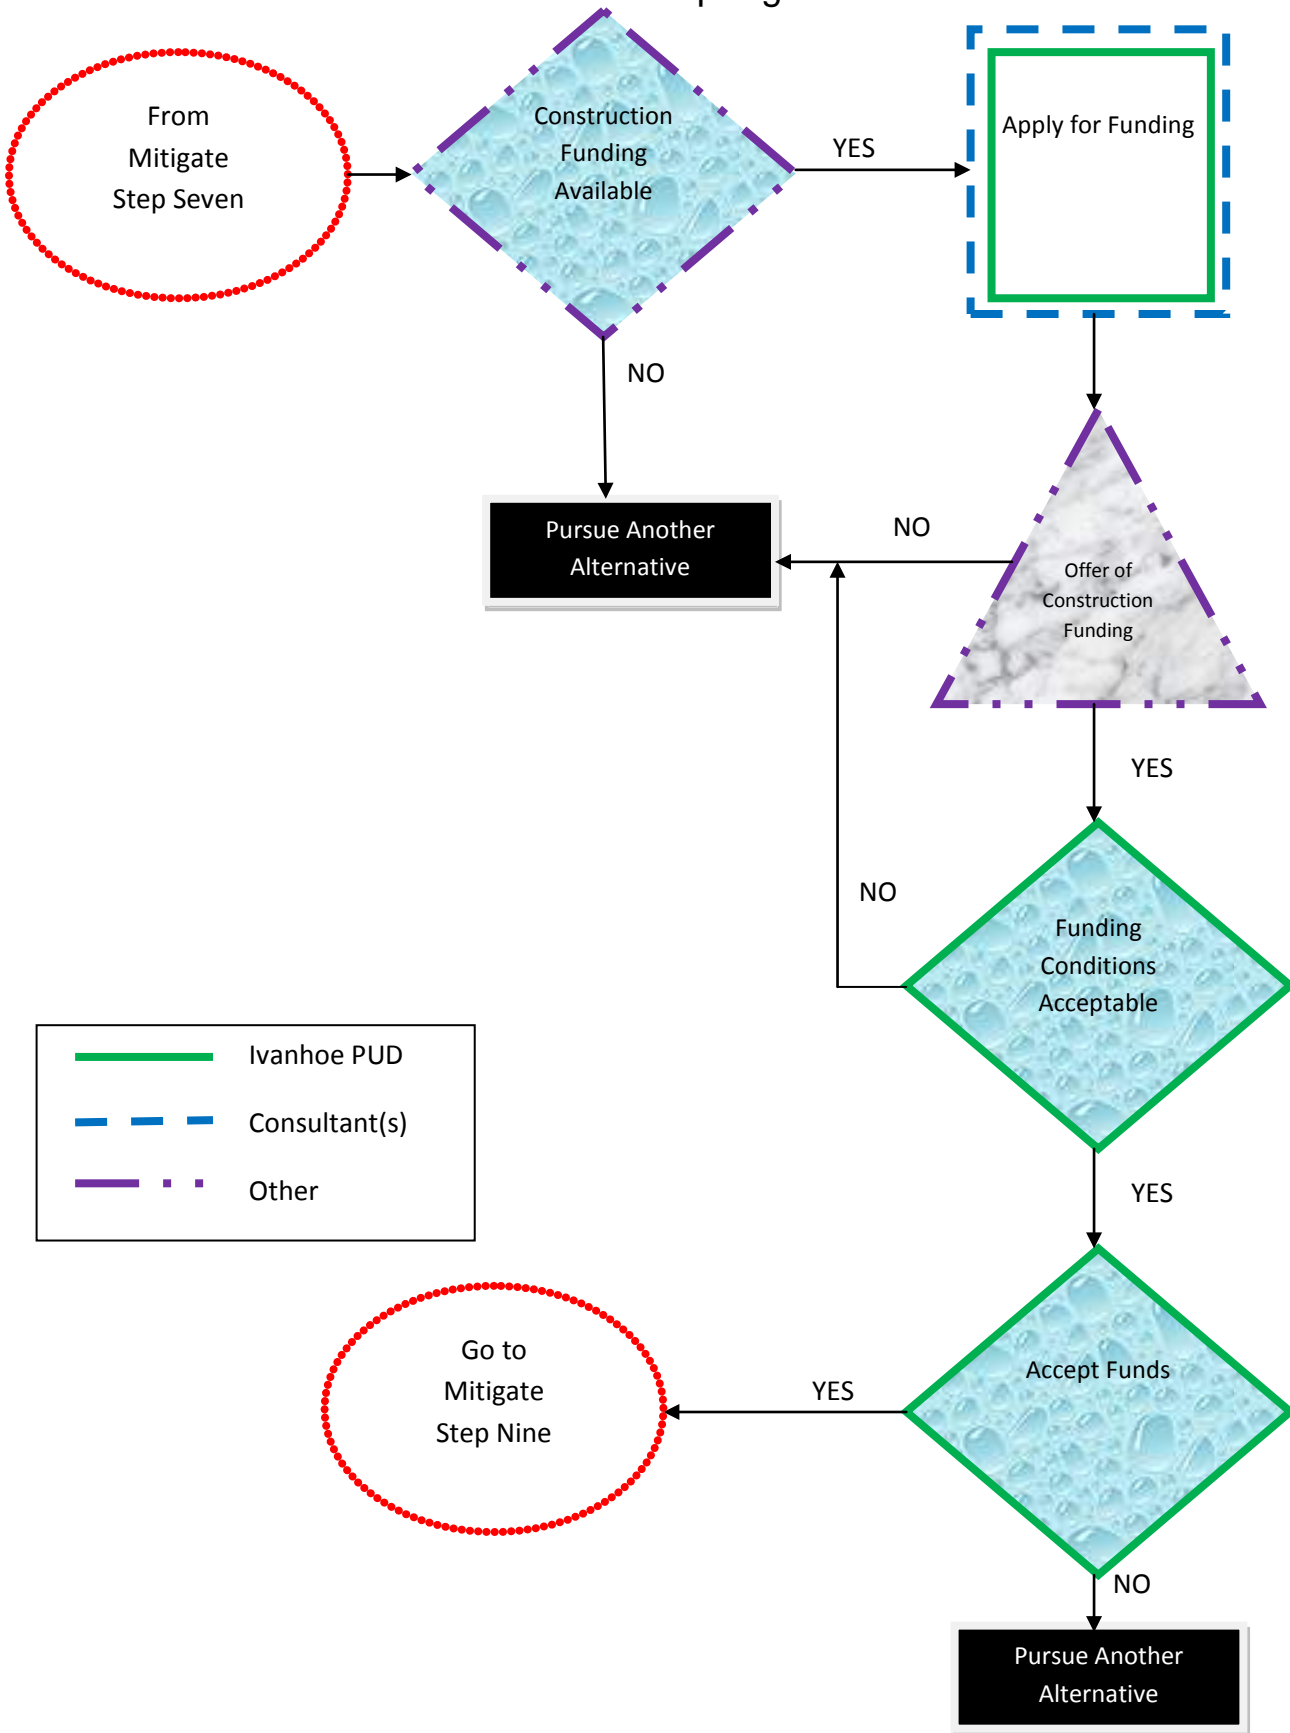 From
Mitigate
Step Seven
Construction
Funding
Available
YES
Apply for Funding
NO
Pursue Another
Alternative
NO
Offer of
Construction
Funding
YES
NO
Funding
Conditions
Acceptable
Ivanhoe PUD
Consultant(s)
Other
YES
Go to
Mitigate
Step Nine
YES
Accept Funds
NO
Pursue Another
Alternative